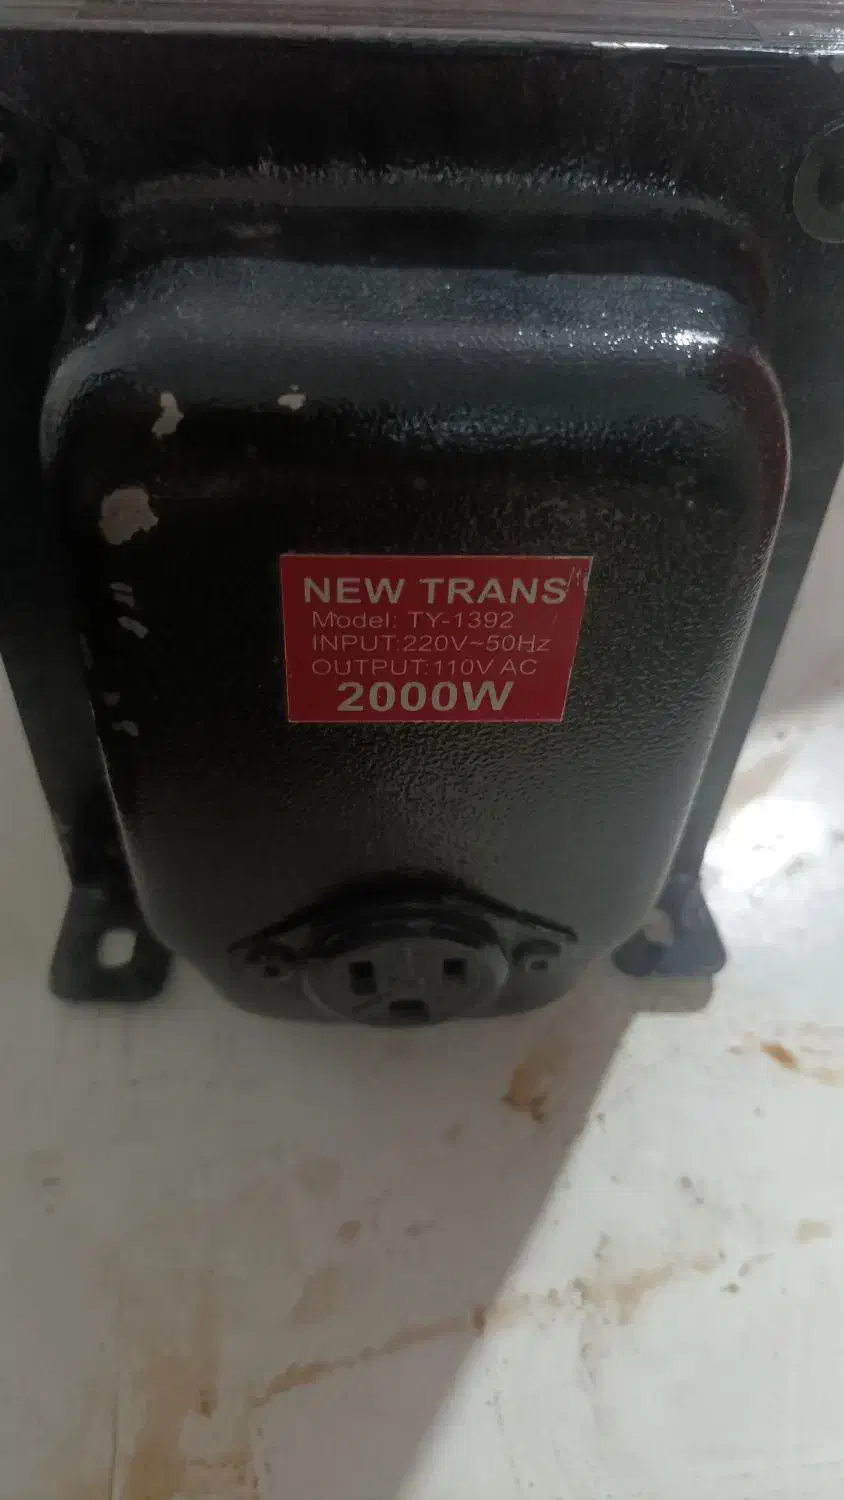 NEW TRANS
Model: TY-1392
INPUT:220V~50Hz
OUTPUT:110V AC
2000W